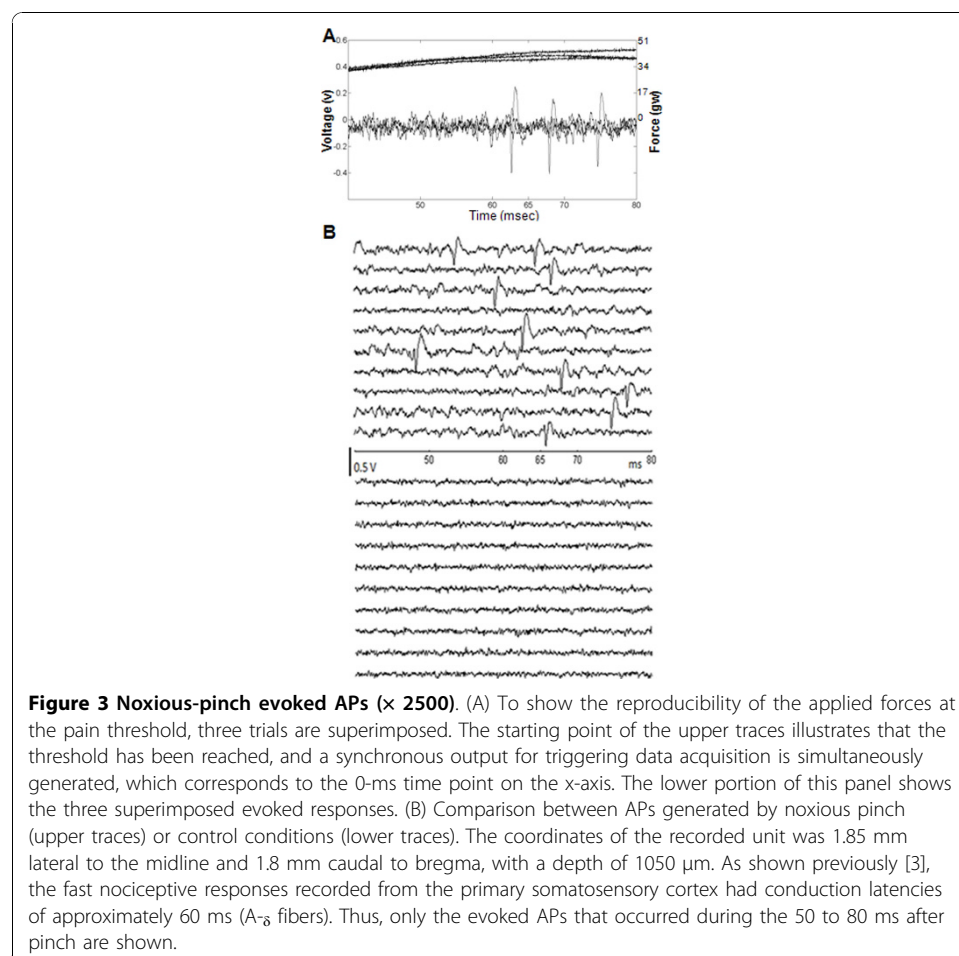 A
0.6
0.4
0.2
0
-0.2
-0.4
Voltage (v)
51
34
17
0
Force (gw)
50 60 65 70 80
Time (msec)
B
50 60 65 70 ms 80
0.5 V
Figure 3 Noxious-pinch evoked APs (× 2500). (A) To show the reproducibility of the applied forces at
the pain threshold, three trials are superimposed. The starting point of the upper traces illustrates that the
threshold has been reached, and a synchronous output for triggering data acquisition is simultaneously
generated, which corresponds to the 0-ms time point on the x-axis. The lower portion of this panel shows
the three superimposed evoked responses. (B) Comparison between APs generated by noxious pinch
(upper traces) or control conditions (lower traces). The coordinates of the recorded unit was 1.85 mm
lateral to the midline and 1.8 mm caudal to bregma, with a depth of 1050 μm. As shown previously [3],
the fast nociceptive responses recorded from the primary somatosensory cortex had conduction latencies
of approximately 60 ms (A-δ fibers). Thus, only the evoked APs that occurred during the 50 to 80 ms after
pinch are shown.